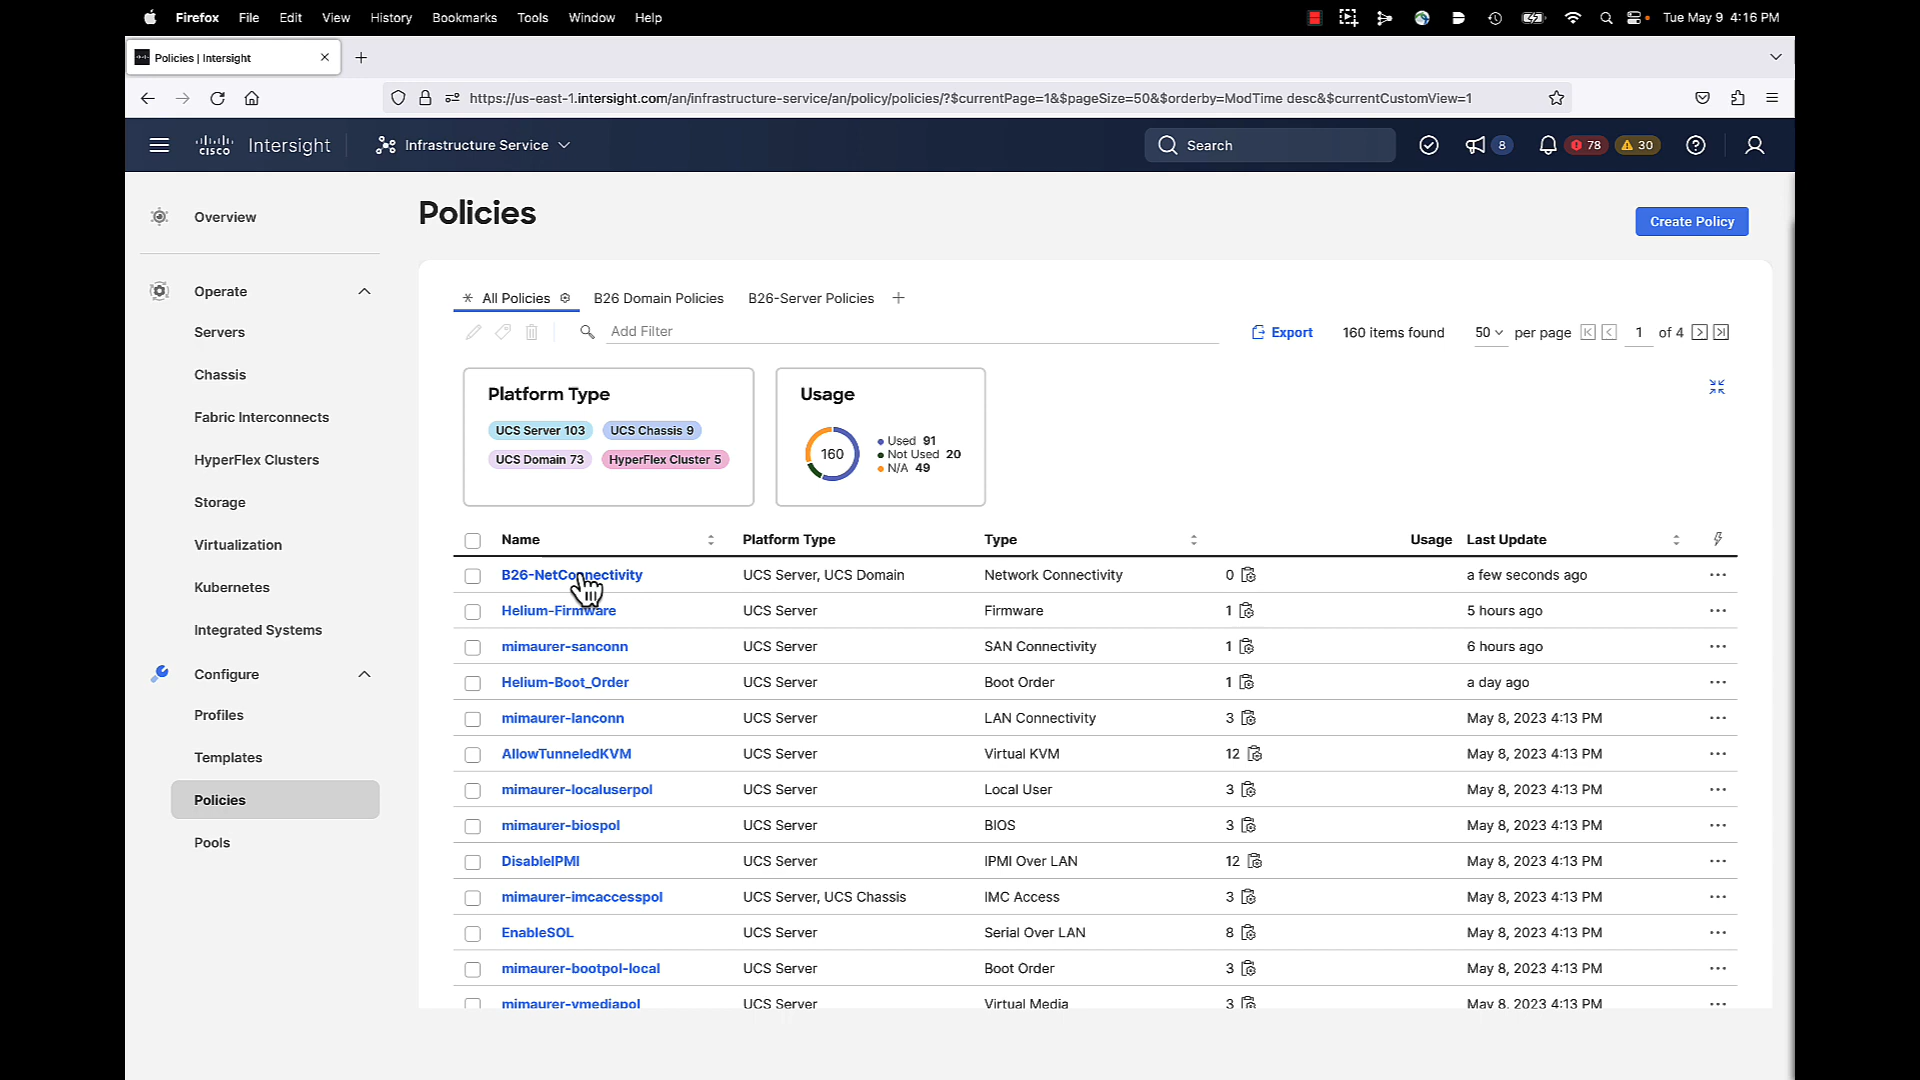 Firefox File Edit View History Bookmarks Tools Window Help Tue May 9 4:16 PM
Policies | Intersight
https://us-east-1.intersight.com/an/infrastructure-service/an/policy/policies/?$currentPage=1&$pageSize=50&$orderby=ModTime desc&$currentCustomView=1
CISCO Intersight Infrastructure Service Search 8 78 30
Overview
Operate
Servers
Chassis
Fabric Interconnects
HyperFlex Clusters
Storage
Virtualization
Kubernetes
Integrated Systems
Configure
Profiles
Templates
Policies
Pools
Policies
Create Policy
All Policies B26 Domain Policies B26-Server Policies
Add Filter Export 160 items found 50 per page 1 of 4
Platform Type
UCS Server 103 UCS Chassis 9
UCS Domain 73 HyperFlex Cluster 5
Usage
160
Used 91
Not Used 20
N/A 49
Name Platform Type Type Usage Last Update
B26-NetConnectivity UCS Server, UCS Domain Network Connectivity 0 a few seconds ago
Helium-Firmware UCS Server Firmware 1 5 hours ago
mimaurer-sanconn UCS Server SAN Connectivity 1 6 hours ago
Helium-Boot_Order UCS Server Boot Order 1 a day ago
mimaurer-lanconn UCS Server LAN Connectivity 3 May 8, 2023 4:13 PM
AllowTunneledKVM UCS Server Virtual KVM 12 May 8, 2023 4:13 PM
mimaurer-localuserpol UCS Server Local User 3 May 8, 2023 4:13 PM
mimaurer-biospol UCS Server BIOS 3 May 8, 2023 4:13 PM
DisableIPMI UCS Server IPMI Over LAN 12 May 8, 2023 4:13 PM
mimaurer-imcaccesspol UCS Server, UCS Chassis IMC Access 3 May 8, 2023 4:13 PM
EnableSOL UCS Server Serial Over LAN 8 May 8, 2023 4:13 PM
mimaurer-bootpol-local UCS Server Boot Order 3 May 8, 2023 4:13 PM
mimaurer-vmediapol UCS Server Virtual Media 3 May 8, 2023 4:13 PM